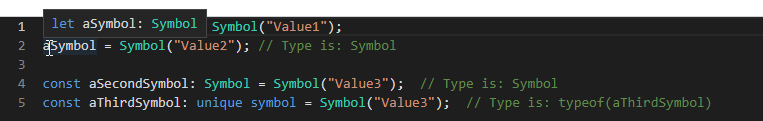 let aSymbol: Symbol
1 Symbol("Value1");
2 aSymbol = Symbol("Value2"); // Type is: Symbol
3
4 const aSecondSymbol: Symbol = Symbol("Value3");  // Type is: Symbol
5 const aThirdSymbol: unique symbol = Symbol("Value3");  // Type is: typeof(aThirdSymbol)